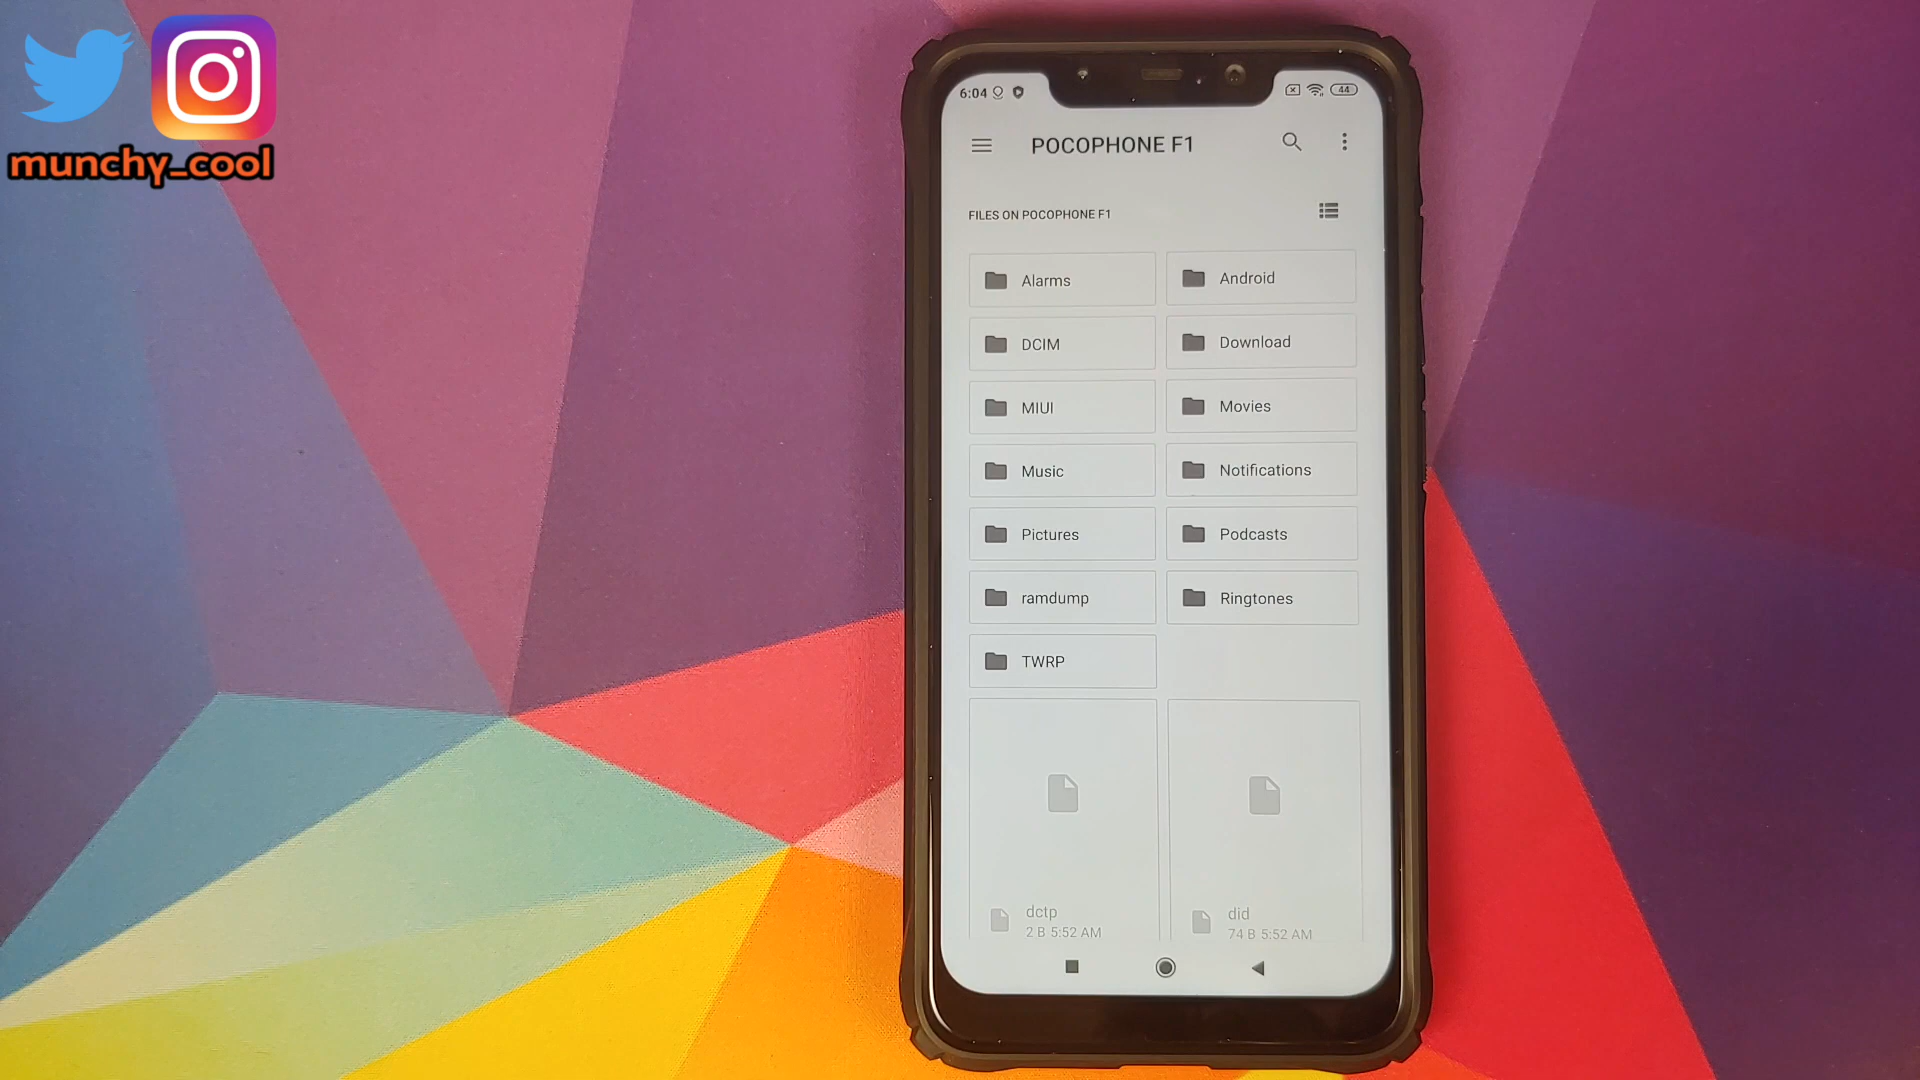 munchy_cool
6:04
44
POCOPHONE F1
FILES ON POCOPHONE F1
Alarms
Android
DCIM
Download
MIUI
Movies
Music
Notifications
Pictures
Podcasts
ramdump
Ringtones
TWRP
dctp
2 B 5:52 AM
did
74 B 5:52 AM